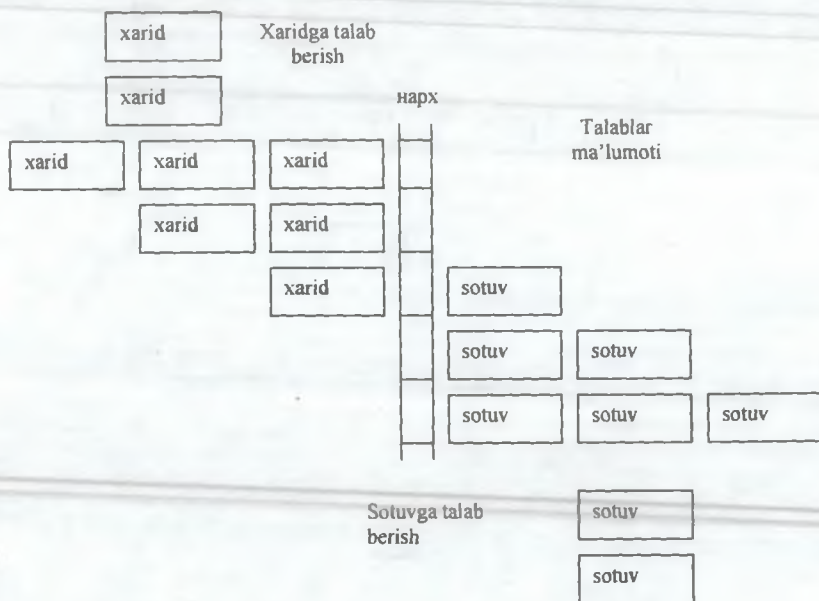 xarid
Xaridga talab
berish
xarid
нарх
Talablar
ma'lumoti
xarid
xarid
xarid
xarid
xarid
xarid
sotuv
sotuv
sotuv
sotuv
sotuv
sotuv
Sotuvga talab
berish
sotuv
sotuv